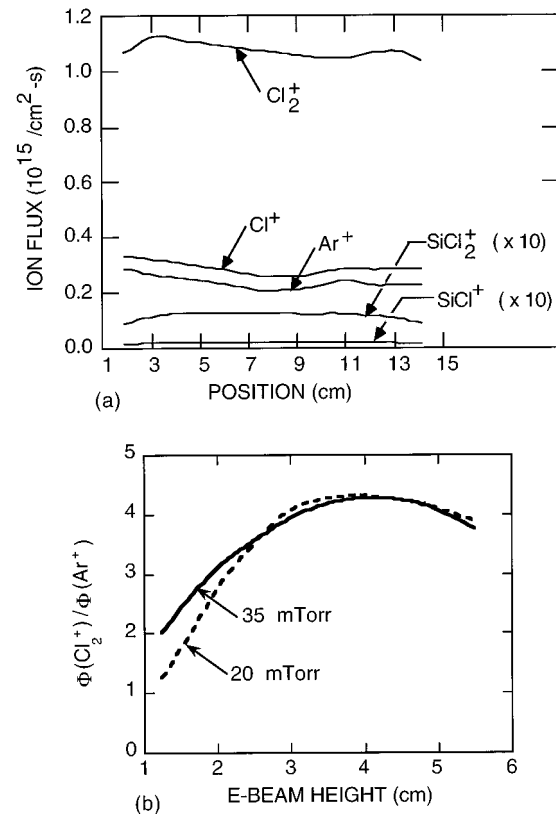 1.2
1.0
0.8
0.6
0.4
0.2
0.0
ION FLUX (10^15 /cm^2 -s)
Cl2+
Cl+
Ar+
SiCl2+ (x 10)
SiCl+ (x 10)
1 3 5 7 9 11 13 15
POSITION (cm)
(a)
5
4
3
2
1
0
Φ(Cl2+)/Φ(Ar+)
35 mTorr
20 mTorr
1 2 3 4 5 6
E-BEAM HEIGHT (cm)
(b)